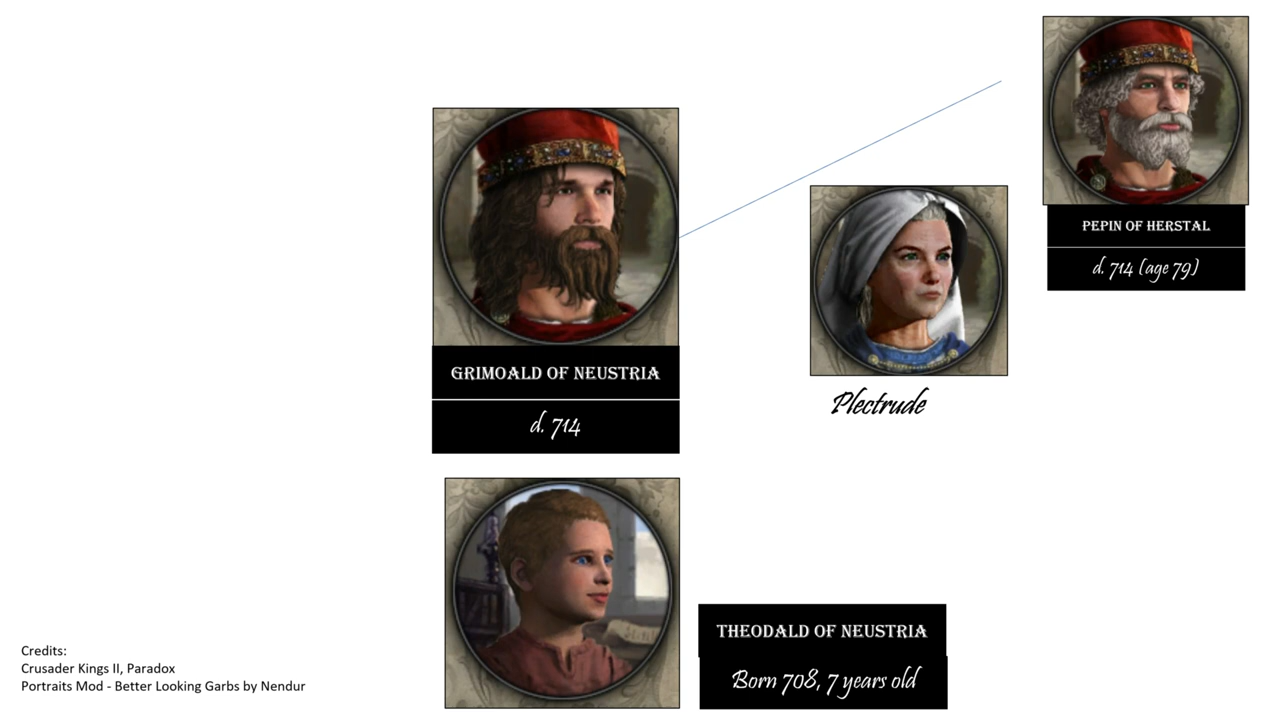 PEPIN OF HERSTAL
d. 714 (age 79)
GRIMOALD OF NEUSTRIA
d. 714
Plectrude
THEODALD OF NEUSTRIA
Born 708, 7 years old
Credits:
Crusader Kings II, Paradox
Portraits Mod - Better Looking Garbs by Nendur